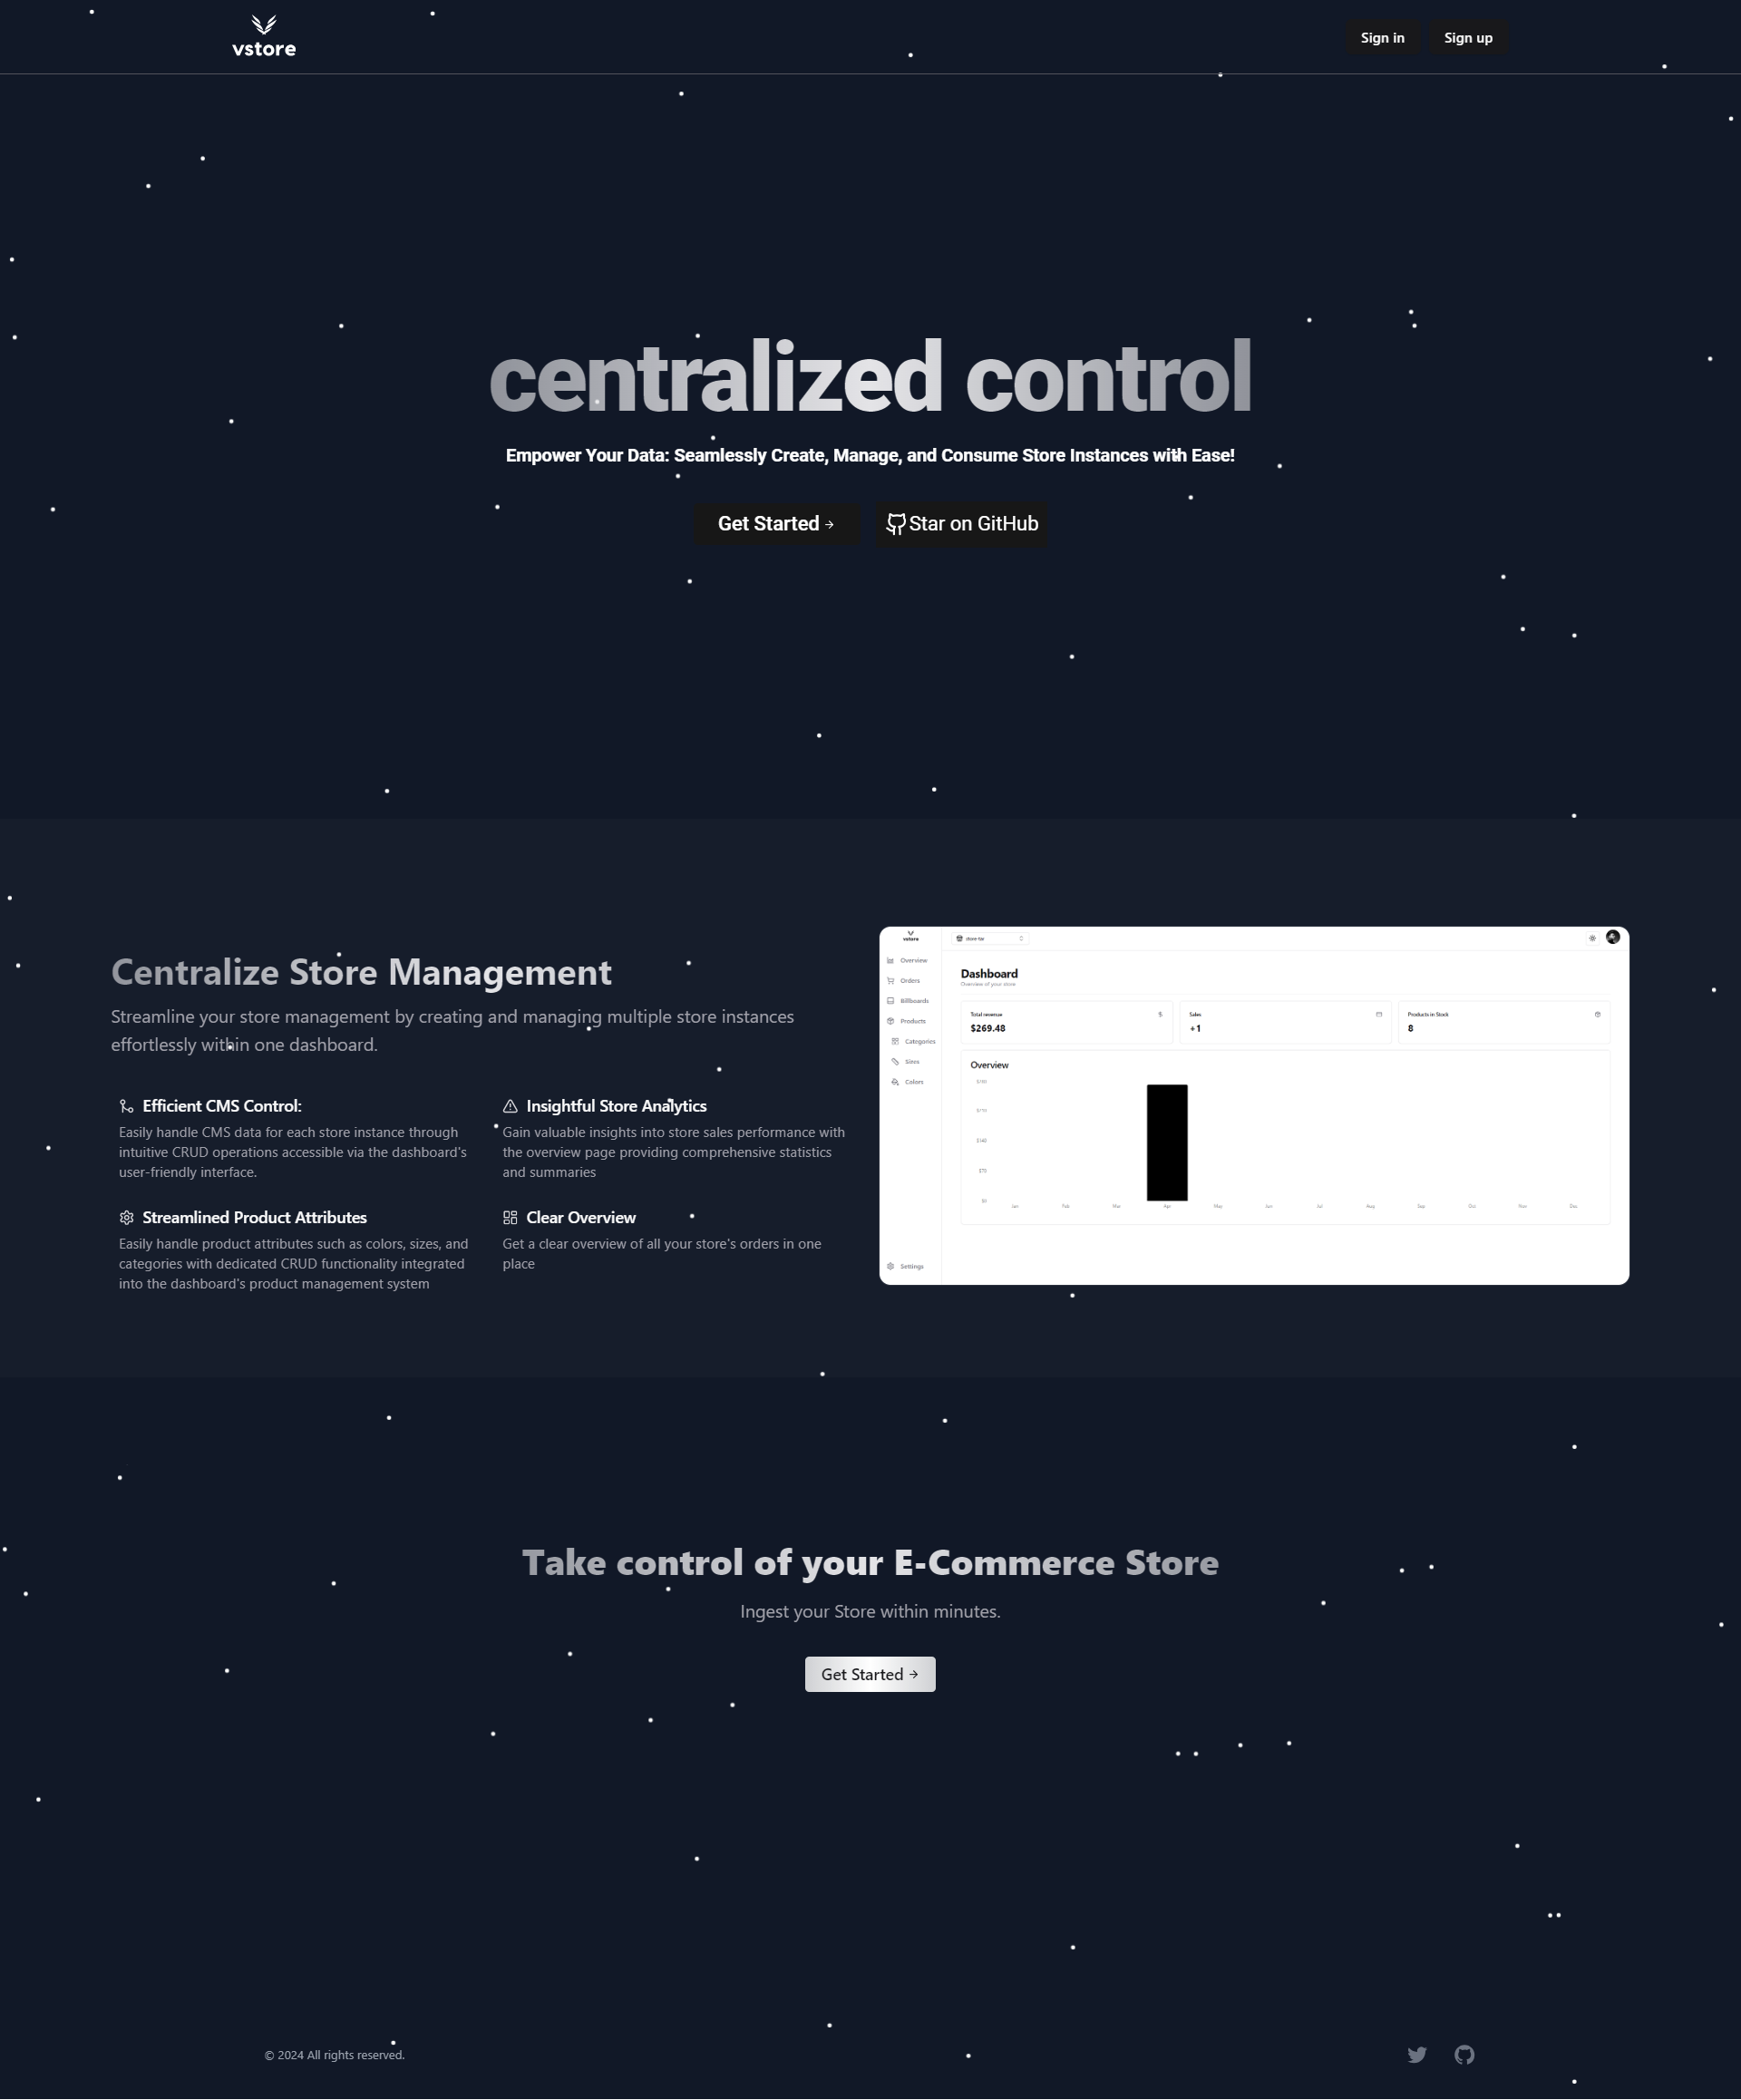 vstore
Sign in
Sign up
centralized control
Empower Your Data: Seamlessly Create, Manage, and Consume Store Instances with Ease!
Get Started →
Star on GitHub
Centralize Store Management
Streamline your store management by creating and managing multiple store instances
effortlessly within one dashboard.
Efficient CMS Control:
Easily handle CMS data for each store instance through
intuitive CRUD operations accessible via the dashboard's
user-friendly interface.
Insightful Store Analytics
Gain valuable insights into store sales performance with
the overview page providing comprehensive statistics
and summaries
Streamlined Product Attributes
Easily handle product attributes such as colors, sizes, and
categories with dedicated CRUD functionality integrated
into the dashboard's product management system
Clear Overview
Get a clear overview of all your store's orders in one
place
vstore
Overview
Orders
Billboards
Products
Categories
Sizes
Colors
Settings
Dashboard
Overview of your store
Total revenue
$
$269.48
Sales
+1
Products in Stock
8
Overview
$140
$70
$0
Jan Feb Mar Apr May Jun Jul Aug Sep Oct Nov Dec
Take control of your E-Commerce Store
Ingest your Store within minutes.
Get Started →
© 2024 All rights reserved.